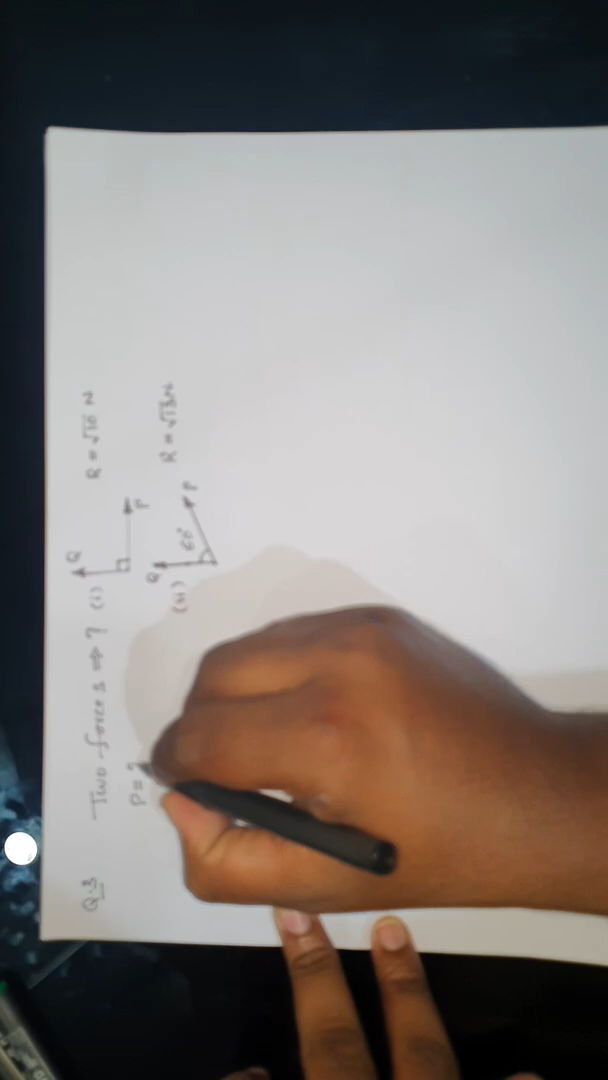 Q.3 Two forces ⇒ ? (i) Q P R = √10 N
P = ?
(ii) Q 60° P R = √13 N